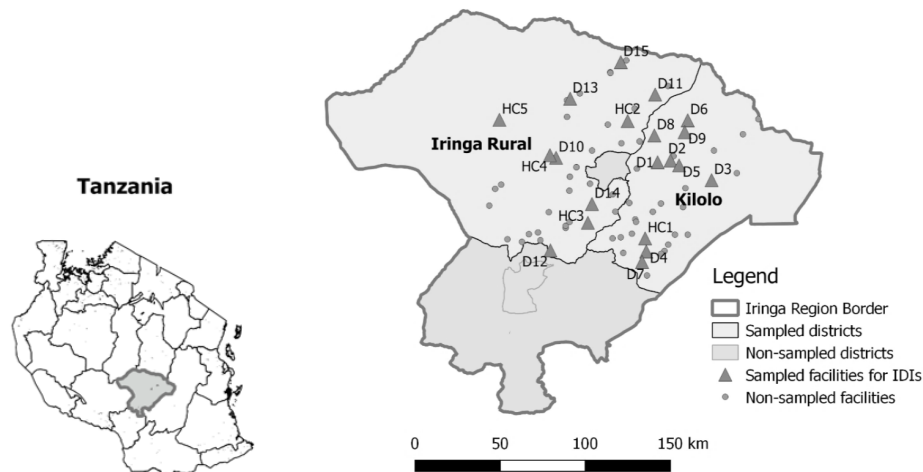 Tanzania
D15
D13
D11
HC5
HC2
D6
D8
D9
Iringa Rural
D10
HC4
D1
D2
D5
D3
Kilolo
D14
HC3
HC1
D12
D4
D7
Legend
Iringa Region Border
Sampled districts
Non-sampled districts
Sampled facilities for IDIs
Non-sampled facilities
0 50 100 150 km